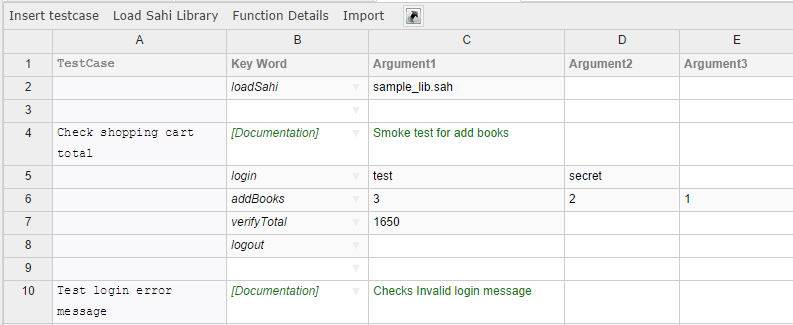 Insert testcase Load Sahi Library Function Details Import
A B C D E
1 TestCase Key Word Argument1 Argument2 Argument3
2 loadSahi sample_lib.sah
3
4 Check shopping cart [Documentation] Smoke test for add books
total
5 login test secret
6 addBooks 3 2 1
7 verifyTotal 1650
8 logout
9
10 Test login error [Documentation] Checks Invalid login message
message